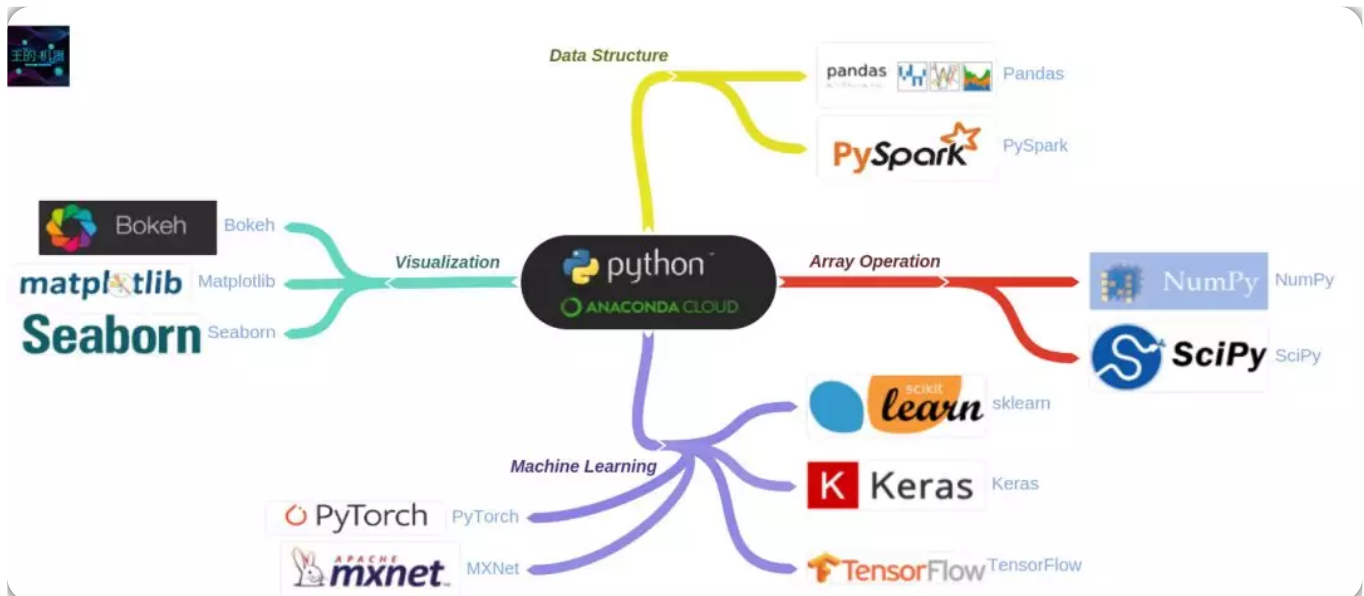 王的机器
Data Structure
pandas
Pandas
PySpark
PySpark
Bokeh
Bokeh
matplotlib
Matplotlib
Seaborn
Seaborn
Visualization
python
ANACONDA CLOUD
Array Operation
NumPy
NumPy
SciPy
SciPy
Machine Learning
scikit
learn
sklearn
K Keras
Keras
PyTorch
PyTorch
APACHE
mxnet
MXNet
TensorFlow
TensorFlow